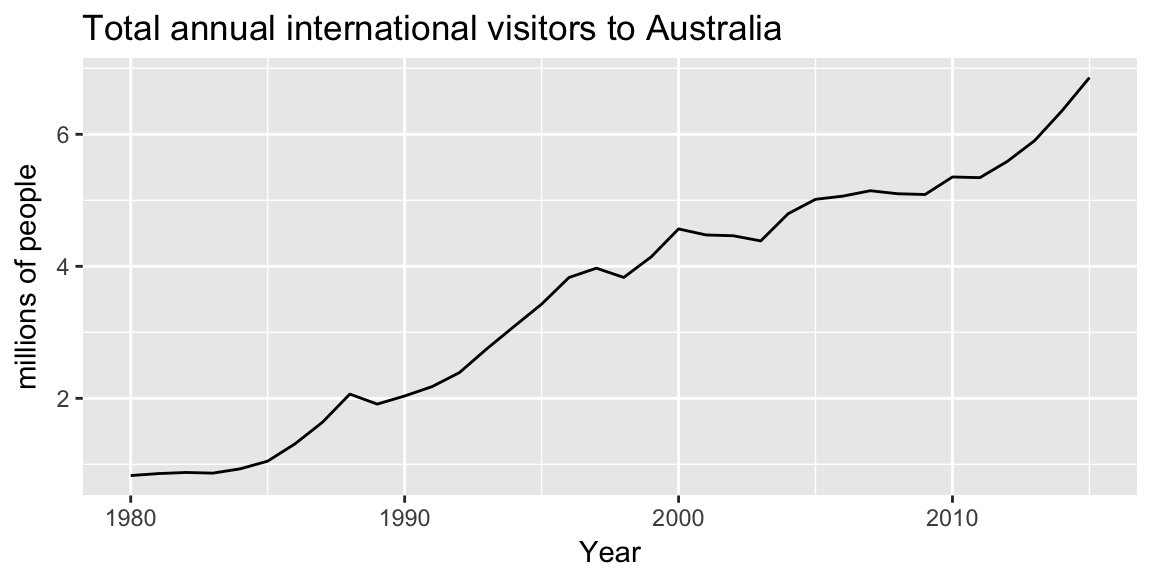 Total annual international visitors to Australia
millions of people
6
4
2
1980 1990 2000 2010
Year